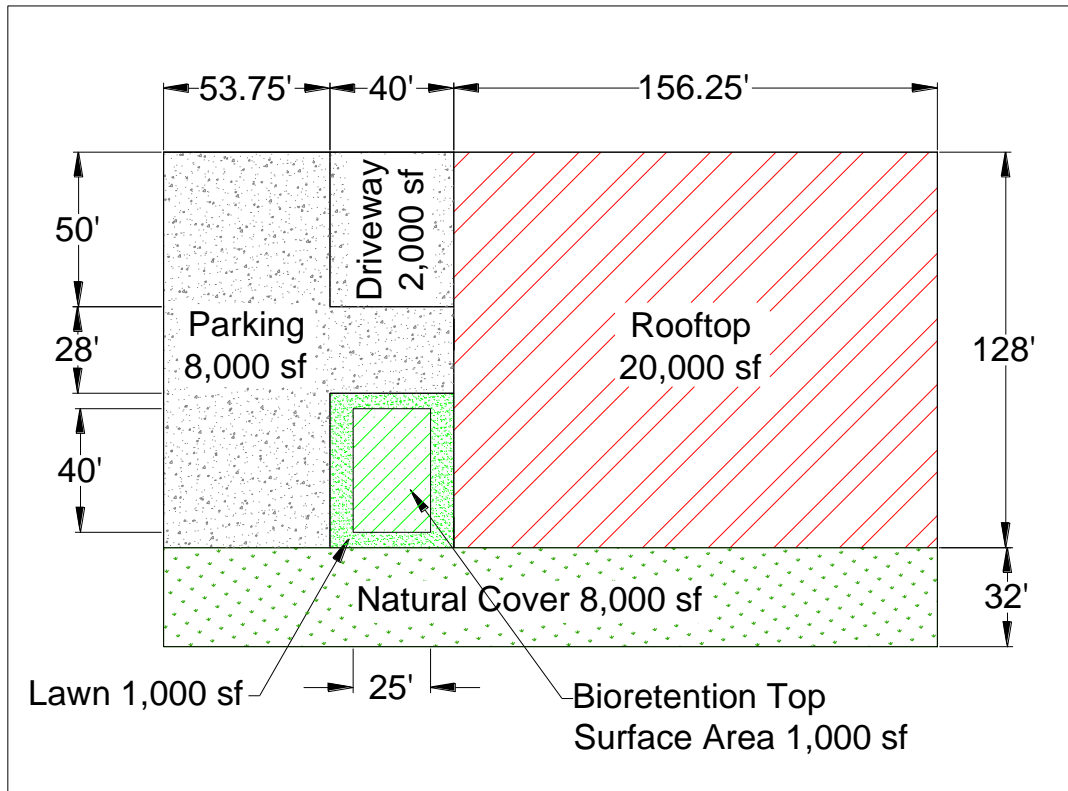 53.75'
40'
156.25'
50'
Driveway
2,000 sf
28'
Parking
8,000 sf
Rooftop
20,000 sf
128'
40'
Natural Cover 8,000 sf
32'
Lawn 1,000 sf
25'
Bioretention Top
Surface Area 1,000 sf